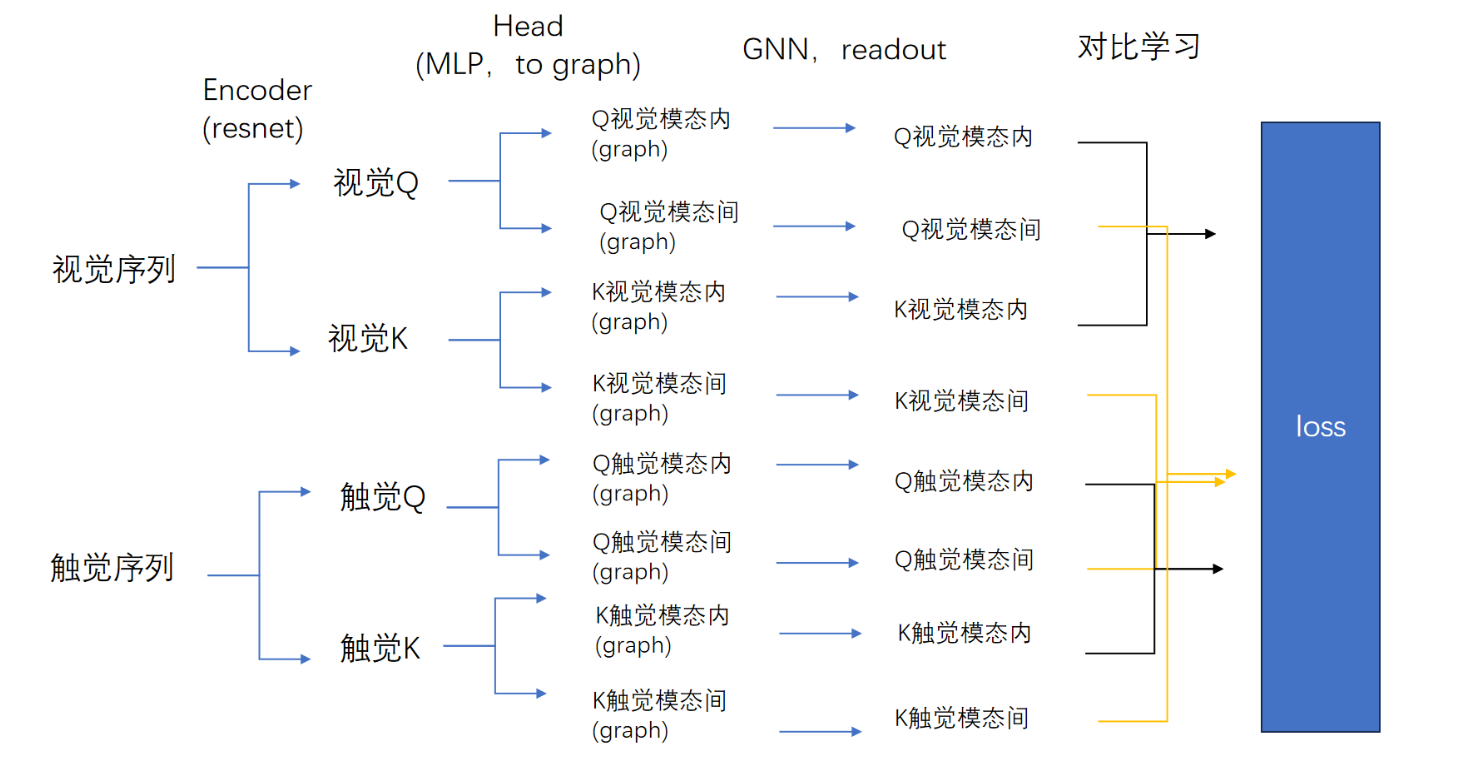 Encoder
(resnet)
Head
(MLP，to graph)
GNN，readout
对比学习
视觉序列
触觉序列
视觉Q
视觉K
触觉Q
触觉K
Q视觉模态内
(graph)
Q视觉模态间
(graph)
K视觉模态内
(graph)
K视觉模态间
(graph)
Q触觉模态内
(graph)
Q触觉模态间
(graph)
K触觉模态内
(graph)
K触觉模态间
(graph)
Q视觉模态内
Q视觉模态间
K视觉模态内
K视觉模态间
Q触觉模态内
Q触觉模态间
K触觉模态内
K触觉模态间
loss